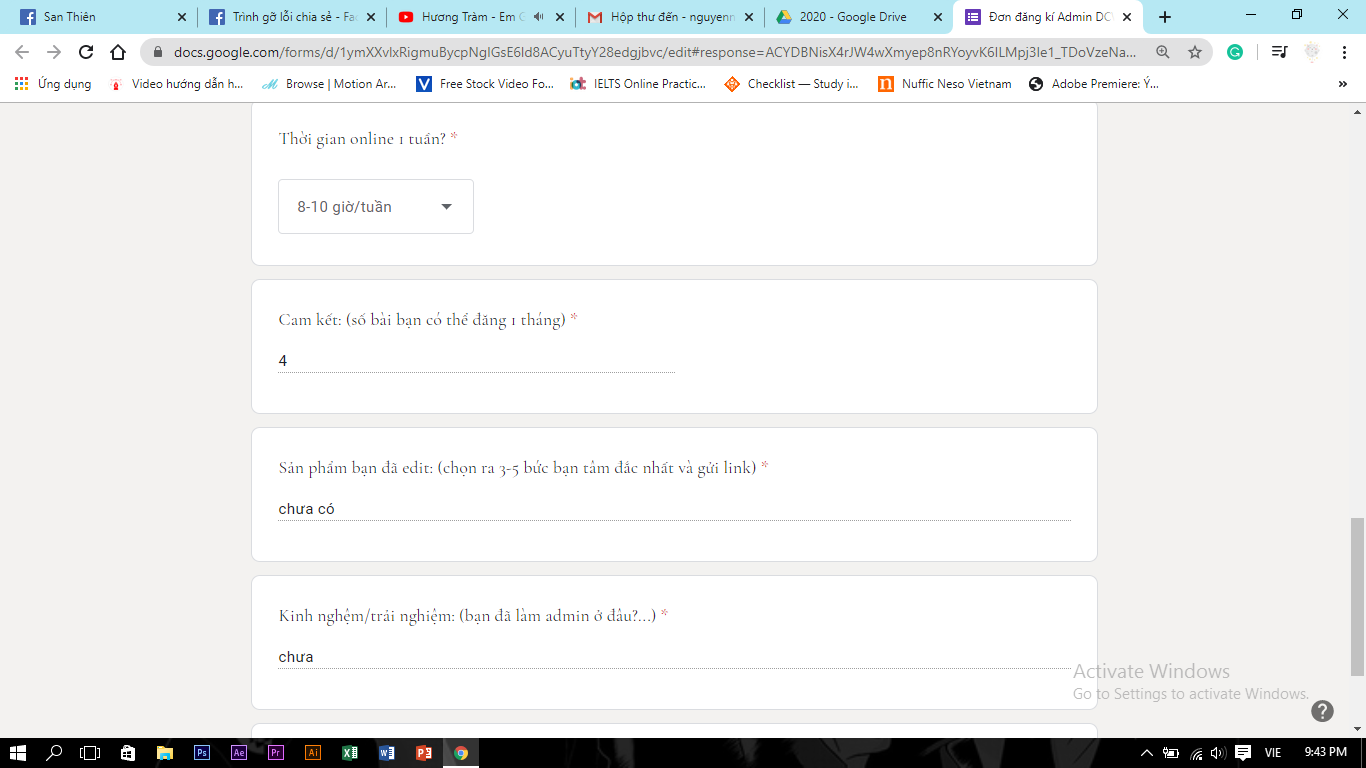 San Thiên
Trình gỡ lỗi chia sẻ - Fa
Hương Tràm - Em
Hộp thư đến - nguyenn
2020 - Google Drive
Đơn đăng kí Admin DC
docs.google.com/forms/d/1ymXXvlxRigmuBycpNgIGsE6ld8ACyuTtyY28edgjbvc/edit#response=ACYDBNisX4rJW4wXmyep8nRYoyvK6ILMpj3Ie1_TDoVzeNa...
Ứng dụng
Video hướng dẫn h...
Browse | Motion Ar...
Free Stock Video Fo...
IELTS Online Practic...
Checklist — Study i...
Nuffic Neso Vietnam
Adobe Premiere: Ý...
Thời gian online 1 tuần? *
8-10 giờ/tuần
Cam kết: (số bài bạn có thể đăng 1 tháng) *
4
Sản phẩm bạn đã edit: (chọn ra 3-5 bức bạn tâm đắc nhất và gửi link) *
chưa có
Kinh nghệm/trải nghiệm: (bạn đã làm admin ở đâu?...) *
chưa
Activate Windows
Go to Settings to activate Windows.
VIE
9:43 PM